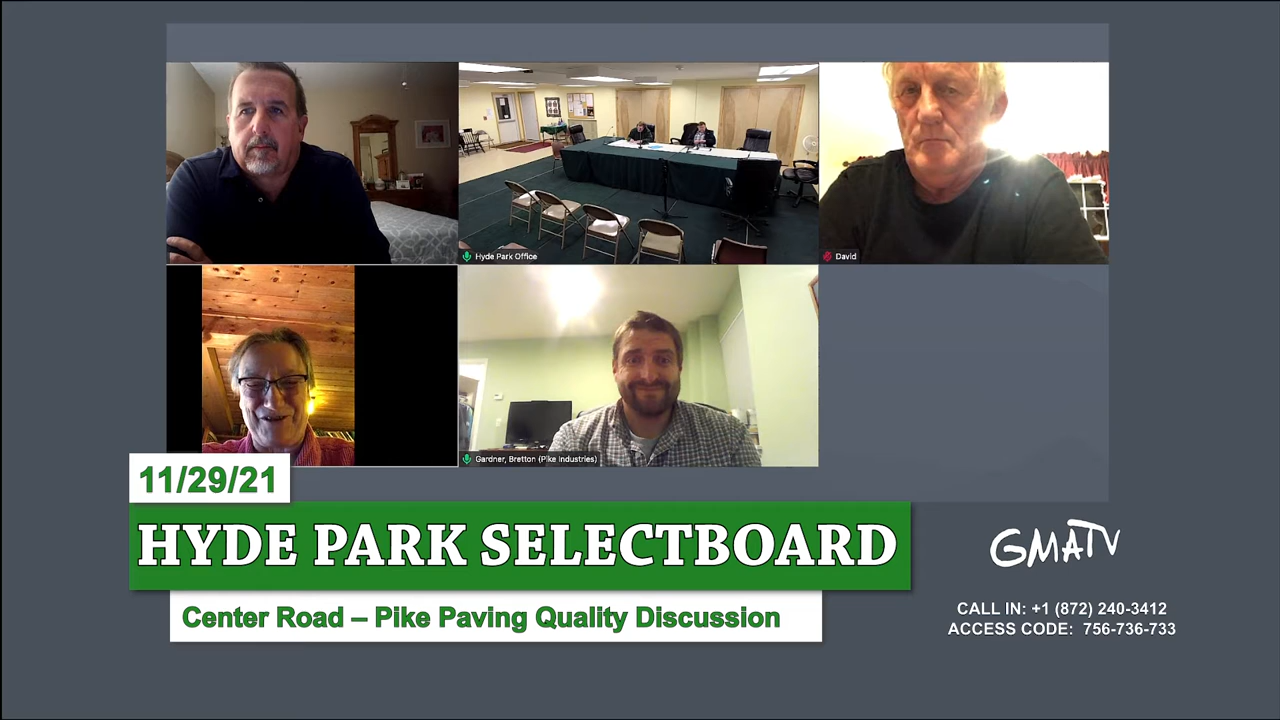 Hyde Park Office
David
Gardner, Bretton (Pike Industries)
11/29/21
HYDE PARK SELECTBOARD
Center Road – Pike Paving Quality Discussion
GMATV
CALL IN: +1 (872) 240-3412
ACCESS CODE: 756-736-733